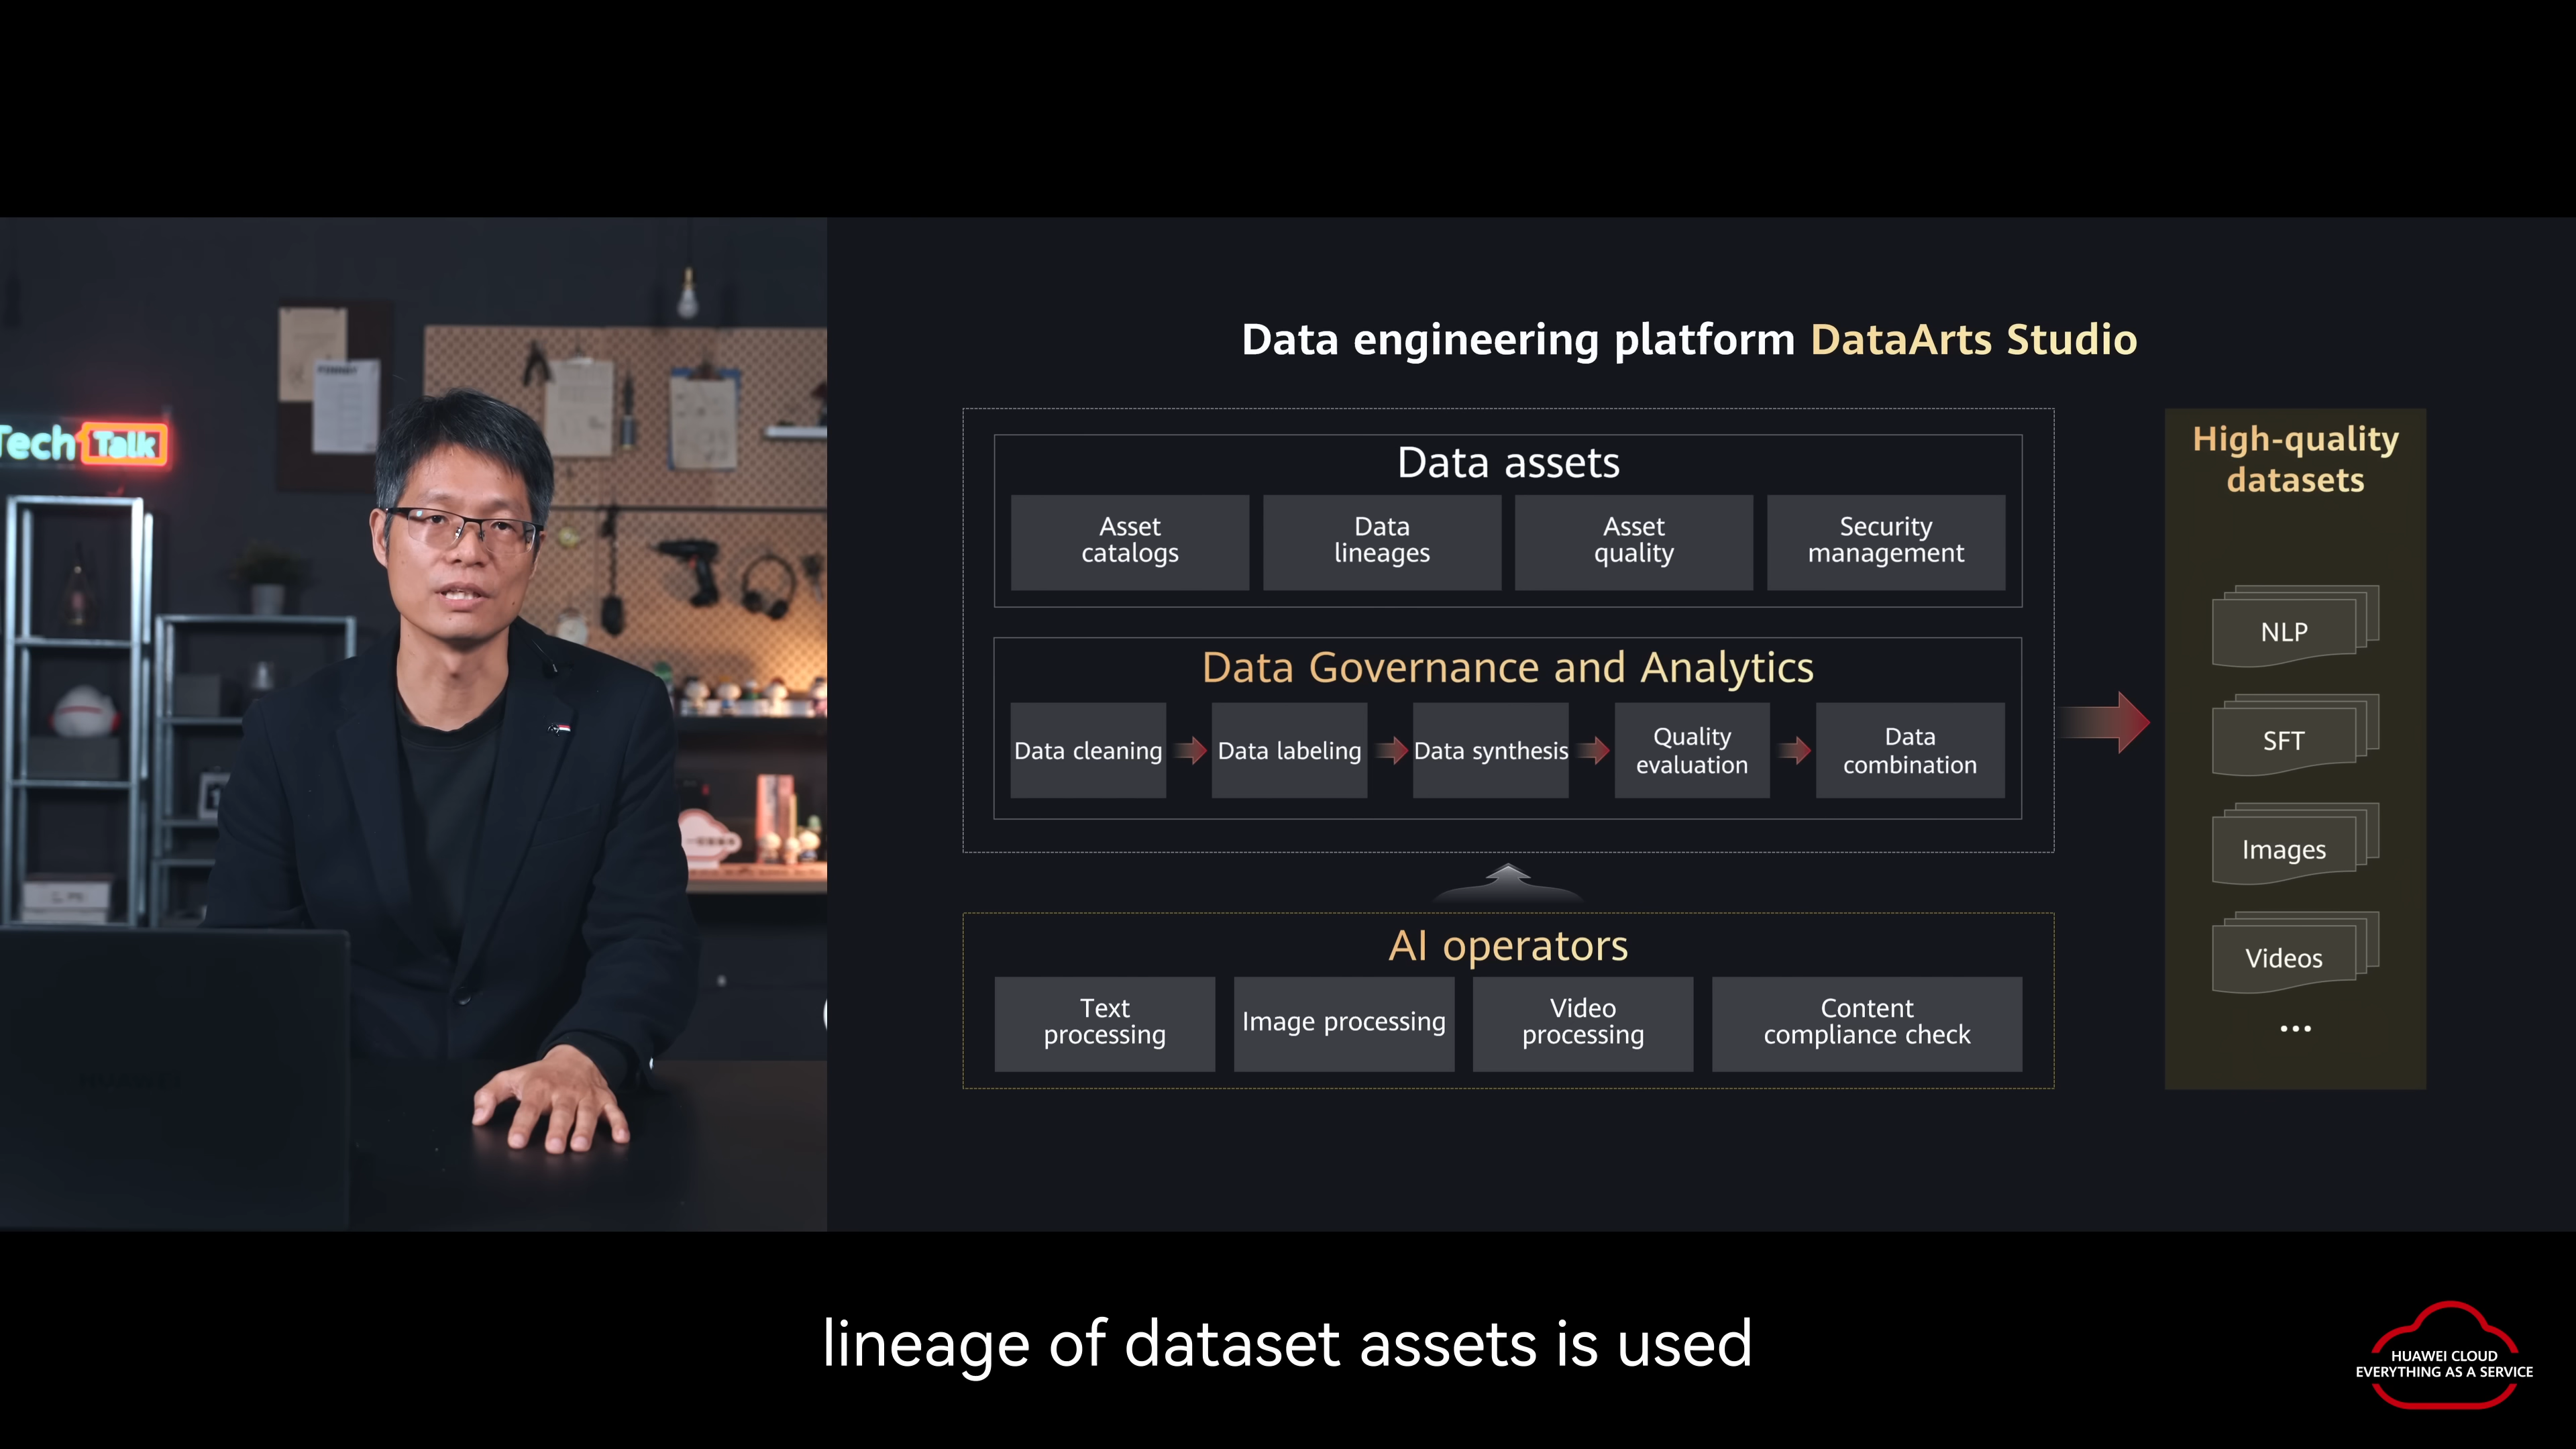 Tech Talk
Data engineering platform DataArts Studio
Data assets
Asset
catalogs
Data
lineages
Asset
quality
Security
management
Data Governance and Analytics
Data cleaning
Data labeling
Data synthesis
Quality
evaluation
Data
combination
AI operators
Text
processing
Image processing
Video
processing
Content
compliance check
High-quality
datasets
NLP
SFT
Images
Videos
...
HUAWEI
lineage of dataset assets is used
HUAWEI CLOUD
EVERYTHING AS A SERVICE